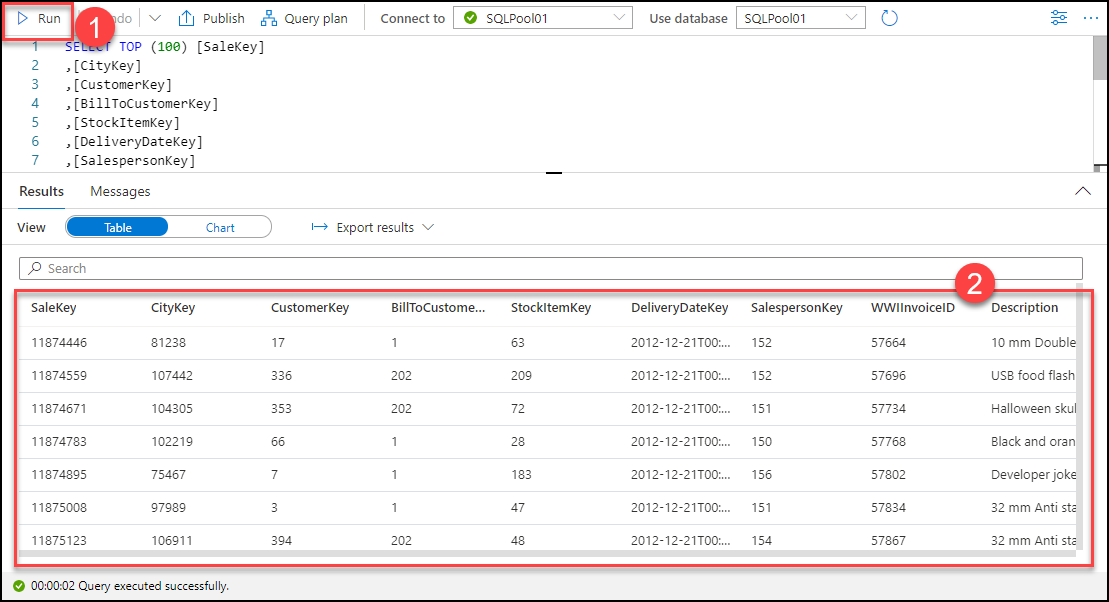 Run ndo Publish Query plan Connect to SQLPool01 Use database SQLPool01
1
1 SELECT TOP (100) [SaleKey]
2 ,[CityKey]
3 ,[CustomerKey]
4 ,[BillToCustomerKey]
5 ,[StockItemKey]
6 ,[DeliveryDateKey]
7 ,[SalespersonKey]
Results Messages
View Table Chart Export results
Search
2
SaleKey CityKey CustomerKey BillToCustome... StockItemKey DeliveryDateKey SalespersonKey WWIInvoiceID Description
11874446 81238 17 1 63 2012-12-21T00:... 152 57664 10 mm Double
11874559 107442 336 202 209 2012-12-21T00:... 152 57696 USB food flash
11874671 104305 353 202 72 2012-12-21T00:... 151 57734 Halloween skul
11874783 102219 66 1 28 2012-12-21T00:... 150 57768 Black and oran
11874895 75467 7 1 183 2012-12-21T00:... 156 57802 Developer joke
11875008 97989 3 1 47 2012-12-21T00:... 151 57834 32 mm Anti sta
11875123 106911 394 202 48 2012-12-21T00:... 154 57867 32 mm Anti sta
00:00:02 Query executed successfully.